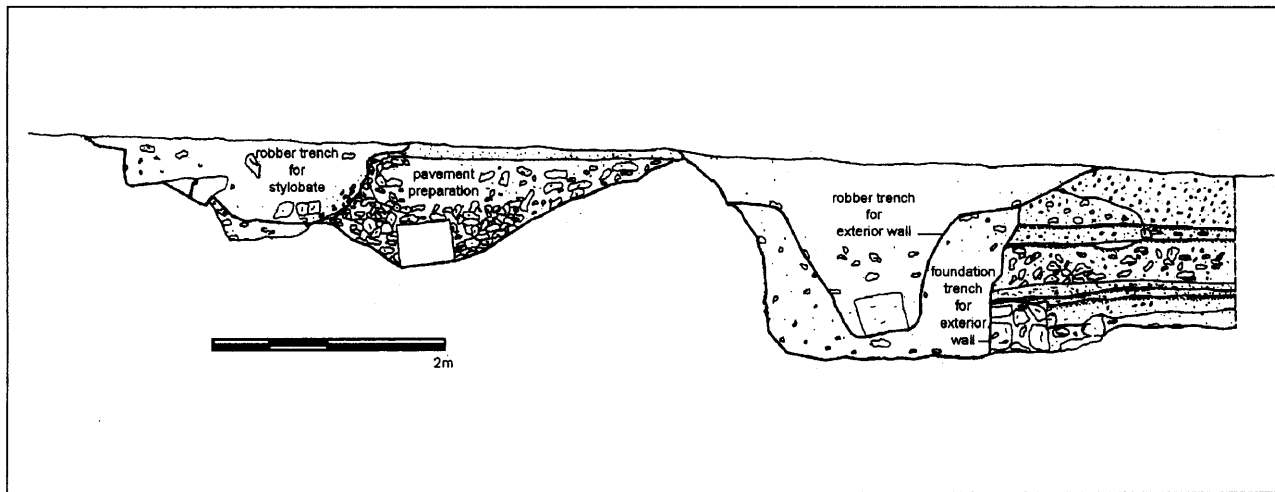 robber trench
for
stylobate
pavement
preparation
robber trench
for
exterior wall
foundation
trench
for
exterior
wall
2m